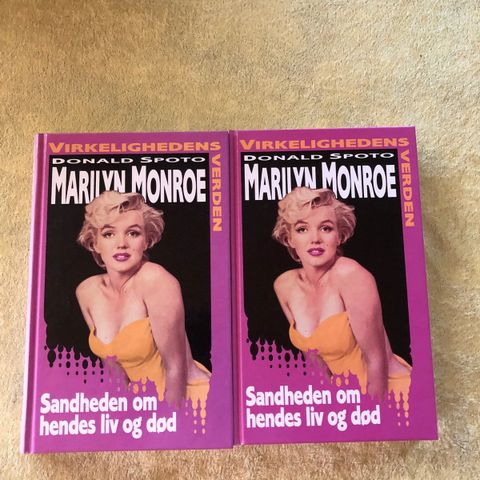 VIRKELIGHEDENS
VERDEN
DONALD SPOTO
MARILYN MONROE
Sandheden om
hendes liv og død
VIRKELIGHEDENS
VERDEN
DONALD SPOTO
MARILYN MONROE
Sandheden om
hendes liv og død